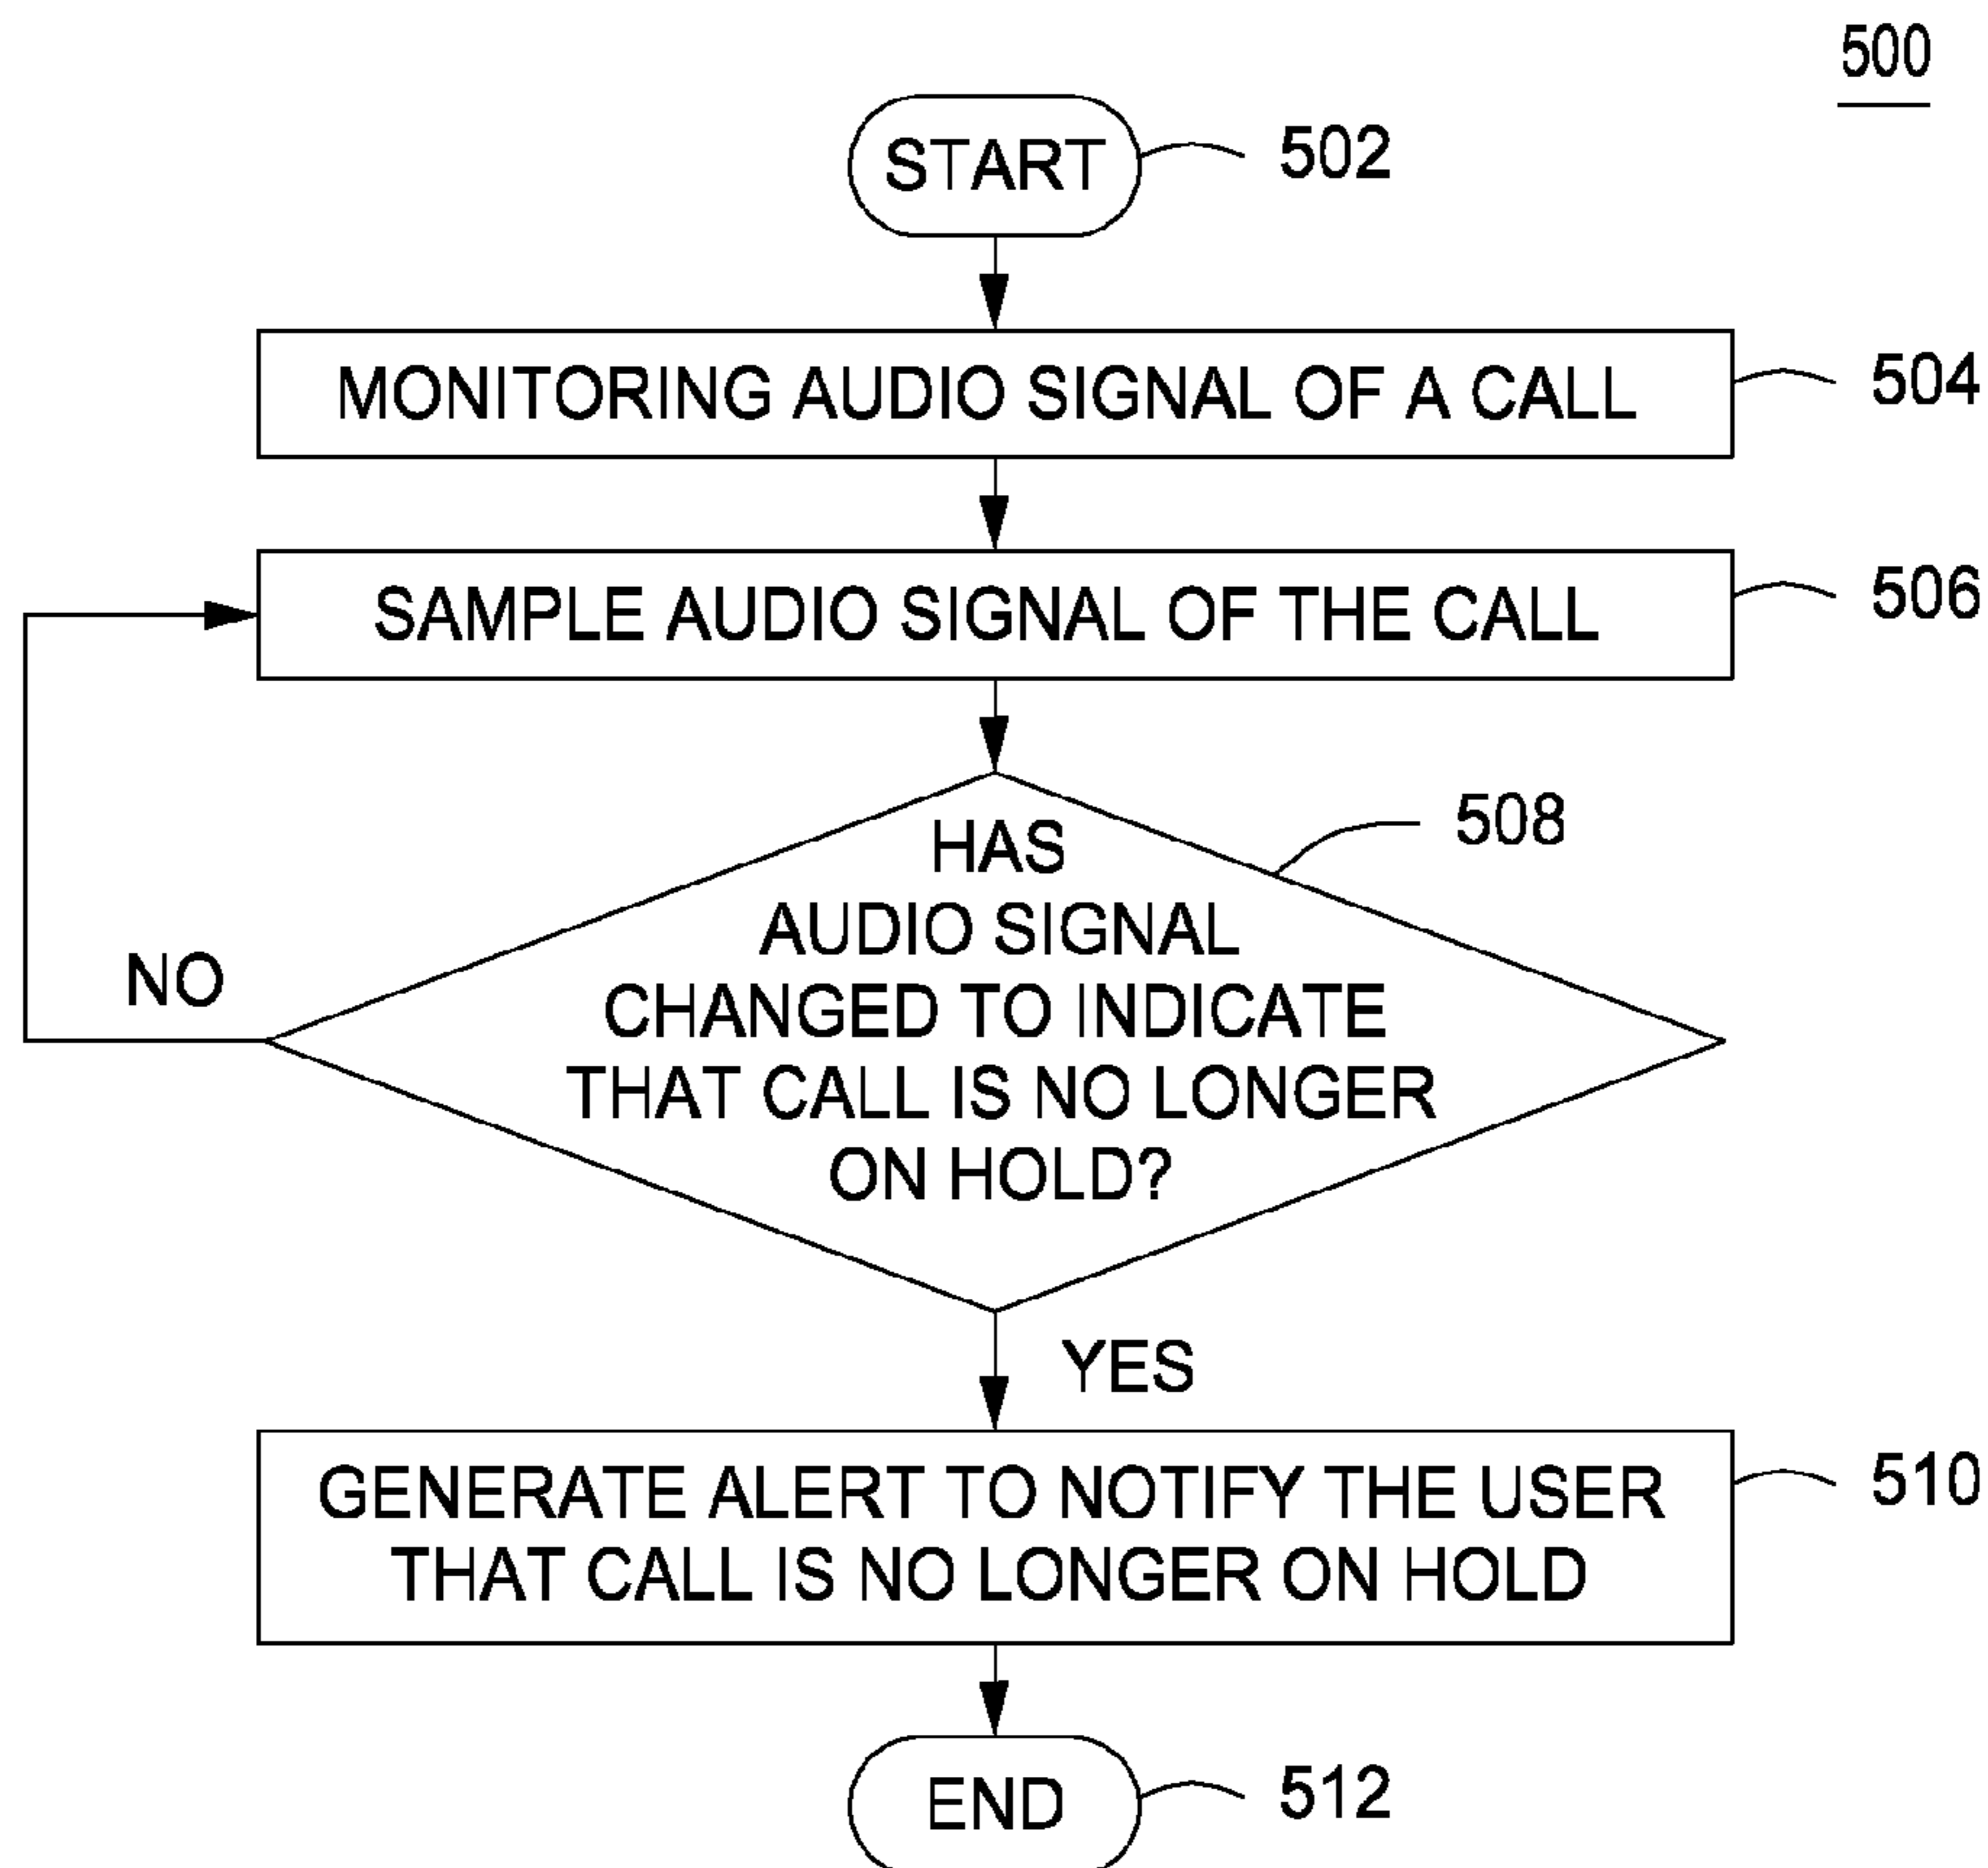 500
START
502
MONITORING AUDIO SIGNAL OF A CALL
504
SAMPLE AUDIO SIGNAL OF THE CALL
506
HAS
AUDIO SIGNAL
CHANGED TO INDICATE
THAT CALL IS NO LONGER
ON HOLD?
508
NO
YES
GENERATE ALERT TO NOTIFY THE USER
THAT CALL IS NO LONGER ON HOLD
510
END
512